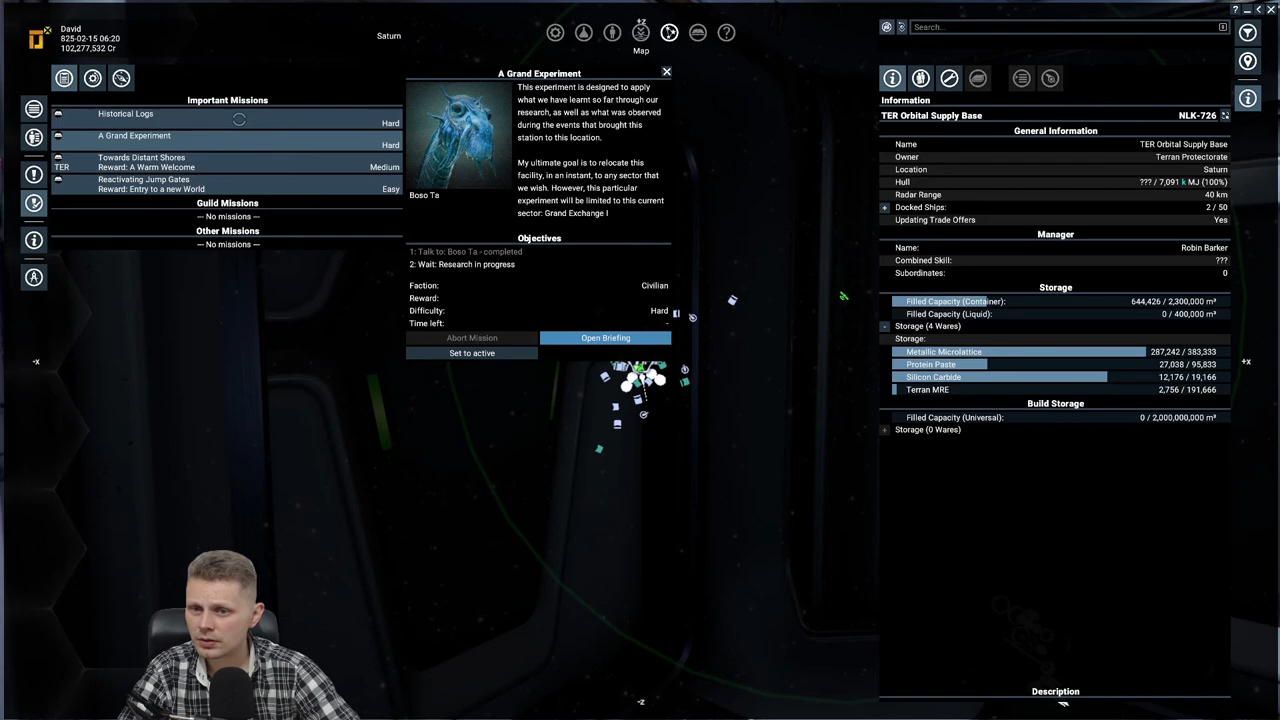 David
825-02-15 06:20
102,277,532 Cr
Saturn
+Z
Map
Search...
Important Missions
Historical Logs
Hard
A Grand Experiment
Hard
Towards Distant Shores
TER Reward: A Warm Welcome Medium
Reactivating Jump Gates
Reward: Entry to a new World Easy
Guild Missions
--- No missions ---
Other Missions
--- No missions ---
A Grand Experiment
This experiment is designed to apply
what we have learnt so far through our
research, as well as what was observed
during the events that brought this
station to this location.
My ultimate goal is to relocate this
facility, in an instant, to any sector that
we wish. However, this particular
experiment will be limited to this current
sector: Grand Exchange I
Boso Ta
Objectives
1: Talk to: Boso Ta - completed
2: Wait: Research in progress
Faction: Civilian
Reward:
Difficulty: Hard
Time left: -
Abort Mission Open Briefing
Set to active
-x
+x
-z
Information
TER Orbital Supply Base NLK-726
General Information
Name TER Orbital Supply Base
Owner Terran Protectorate
Location Saturn
Hull ??? / 7,091 k MJ (100%)
Radar Range 40 km
+ Docked Ships: 2 / 50
Updating Trade Offers Yes
Manager
Name: Robin Barker
Combined Skill: ???
Subordinates: 0
Storage
Filled Capacity (Container): 644,426 / 2,300,000 m³
Filled Capacity (Liquid): 0 / 400,000 m³
- Storage (4 Wares)
Storage:
Metallic Microlattice 287,242 / 383,333
Protein Paste 27,038 / 95,833
Silicon Carbide 12,176 / 19,166
Terran MRE 2,756 / 191,666
Build Storage
Filled Capacity (Universal): 0 / 2,000,000,000 m³
+ Storage (0 Wares)
Description